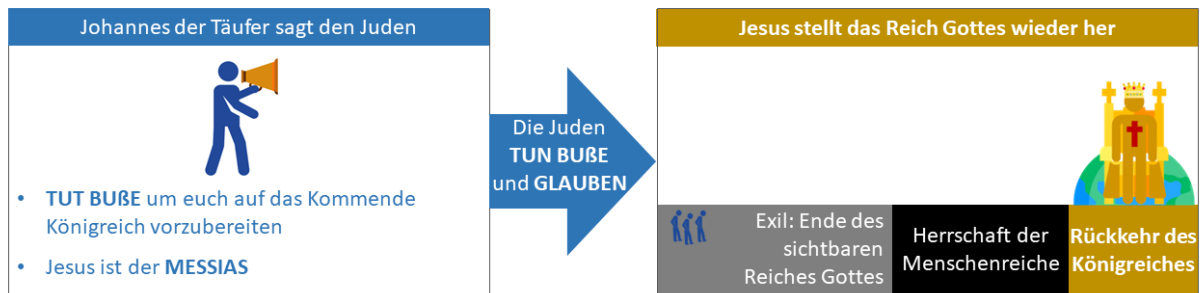 Johannes der Täufer sagt den Juden
• TUT BUßE um euch auf das Kommende
Königreich vorzubereiten
• Jesus ist der MESSIAS
Die Juden
TUN BUßE
und GLAUBEN
Jesus stellt das Reich Gottes wieder her
Exil: Ende des
sichtbaren
Reiches Gottes
Herrschaft der
Menschenreiche
Rückkehr des
Königreiches